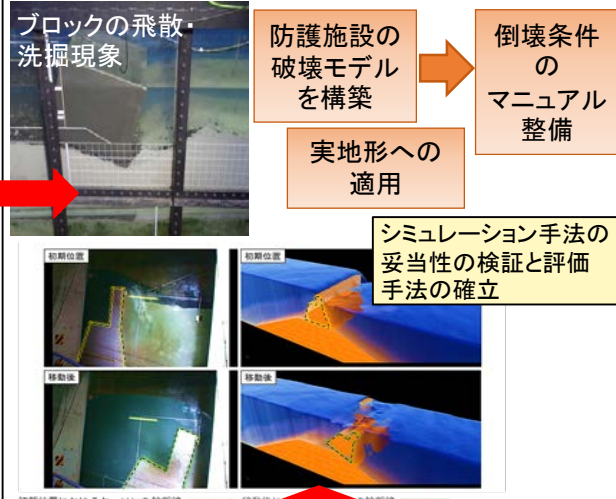 ブロックの飛散・
洗掘現象
防護施設の
破壊モデル
を構築
倒壊条件
の
マニュアル
整備
実地形への
適用
シミュレーション手法の
妥当性の検証と評価
手法の確立
初期位置
初期位置
移動後
移動後